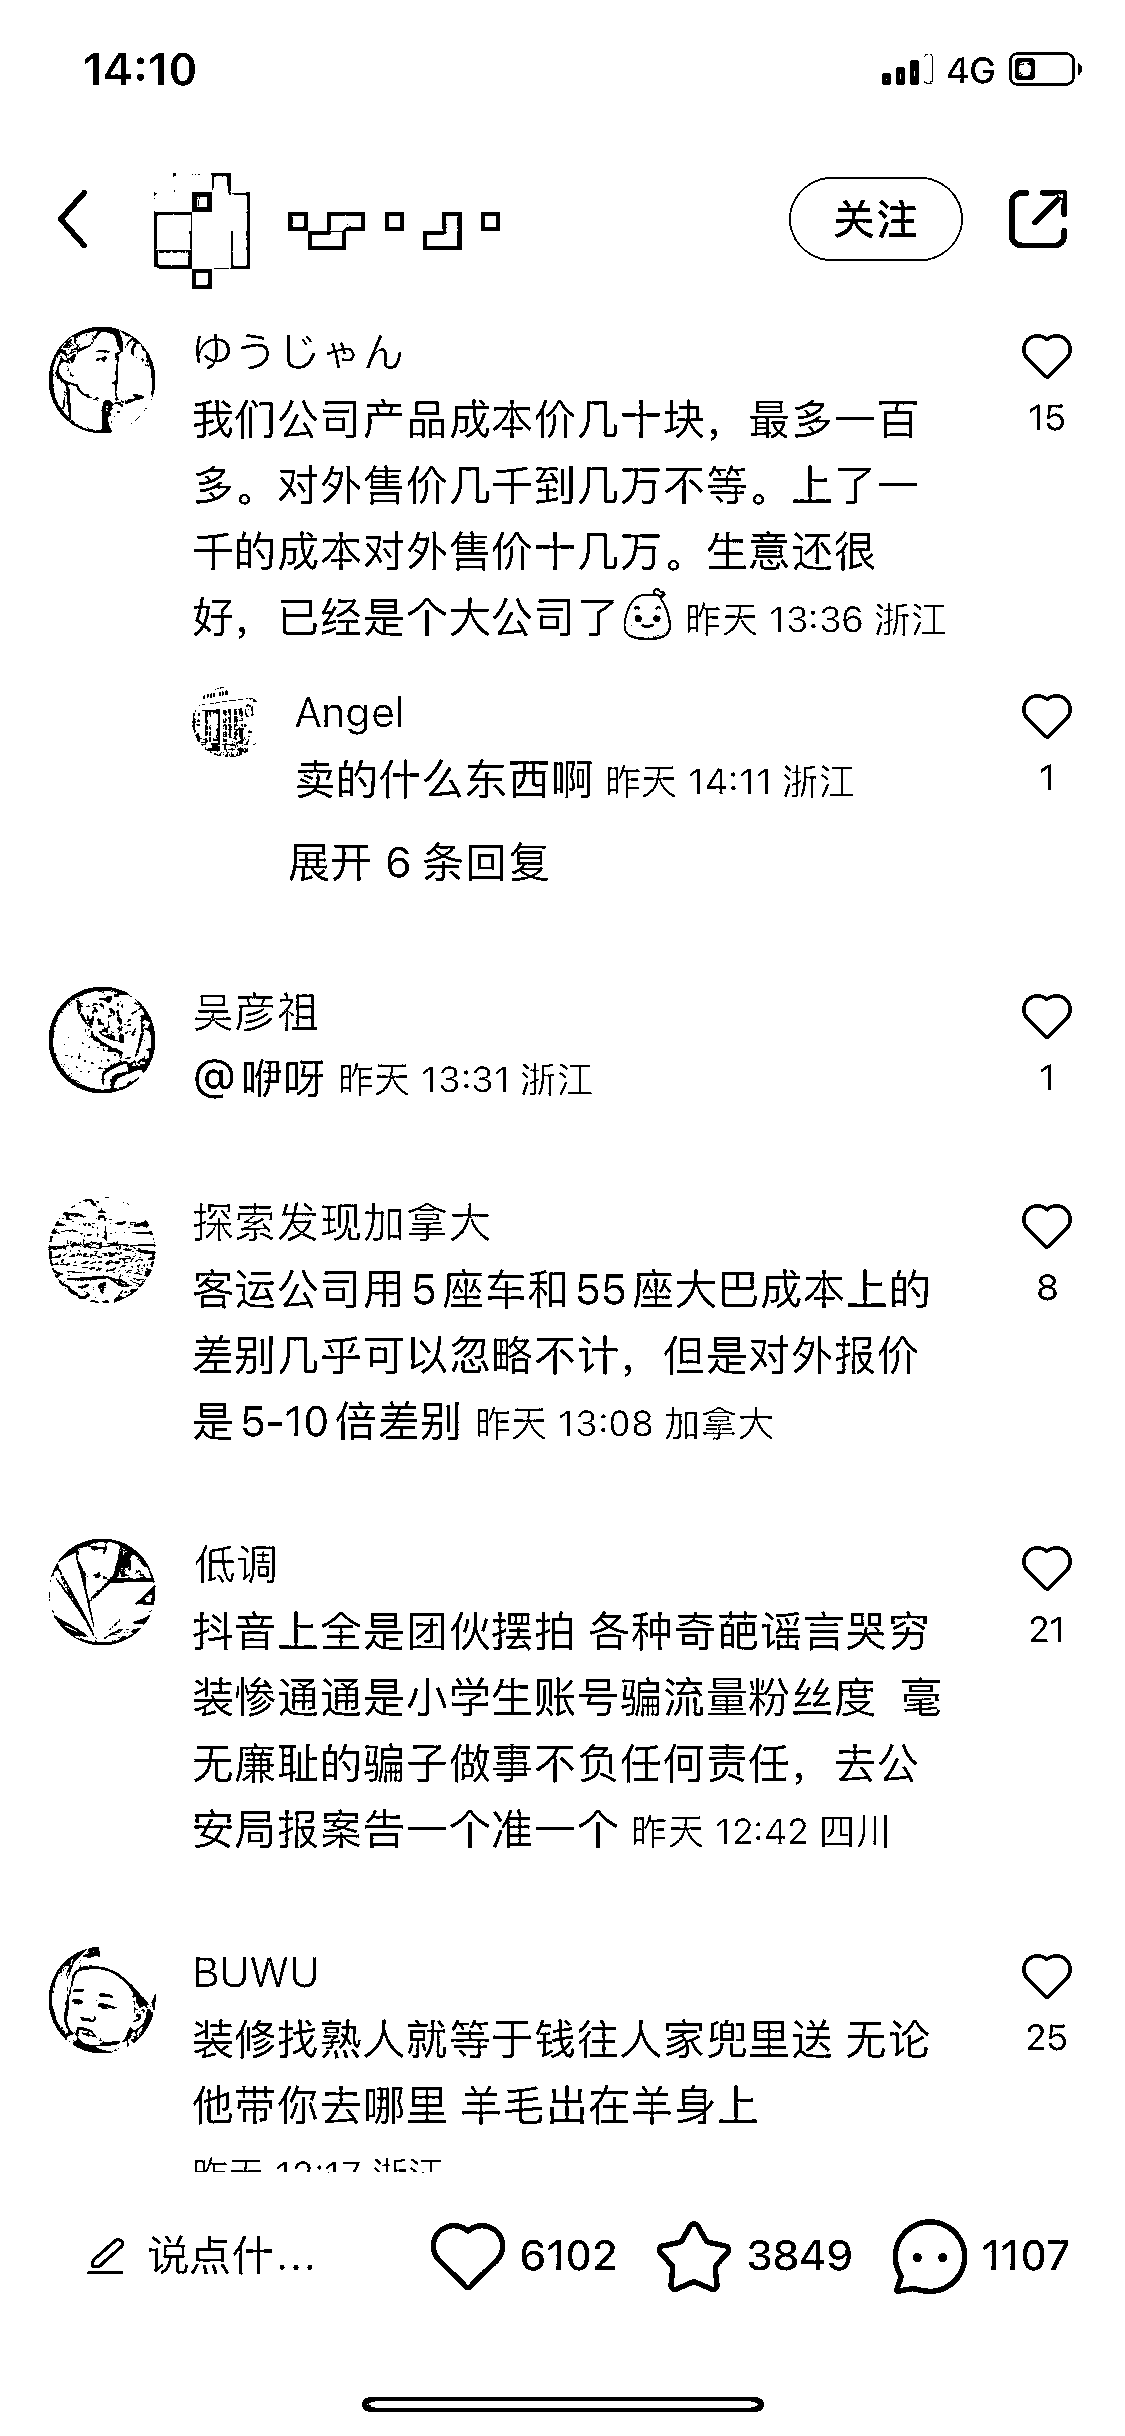 14:10
4G
关注
ゆうじゃん
我们公司产品成本价几十块，最多一百
15
多。对外售价几千到几万不等。上了一
千的成本对外售价十几万。生意还很
好，已经是个大公司了 昨天 13:36 浙江
Angel
卖的什么东西啊 昨天 14:11 浙江
1
展开 6 条回复
吴彦祖
@咿呀 昨天 13:31 浙江
1
探索发现加拿大
客运公司用5座车和55座大巴成本上的
8
差别几乎可以忽略不计，但是对外报价
是5-10倍差别 昨天 13:08 加拿大
低调
抖音上全是团伙摆拍 各种奇葩谣言哭穷
21
装惨通通是小学生账号骗流量粉丝度 毫
无廉耻的骗子做事不负任何责任，去公
安局报案告一个准一个 昨天 12:42 四川
BUWU
装修找熟人就等于钱往人家兜里送 无论
25
他带你去哪里 羊毛出在羊身上
昨天 12:17 浙江
说点什...
6102
3849
1107